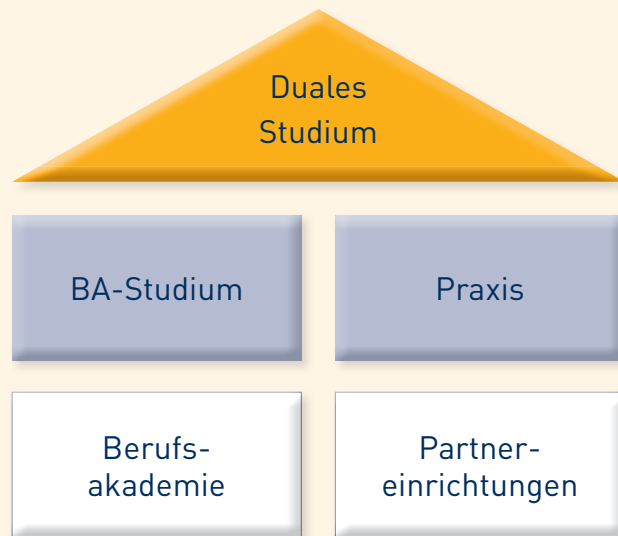 Duales
Studium
BA-Studium
Praxis
Berufs-
akademie
Partner-
einrichtungen